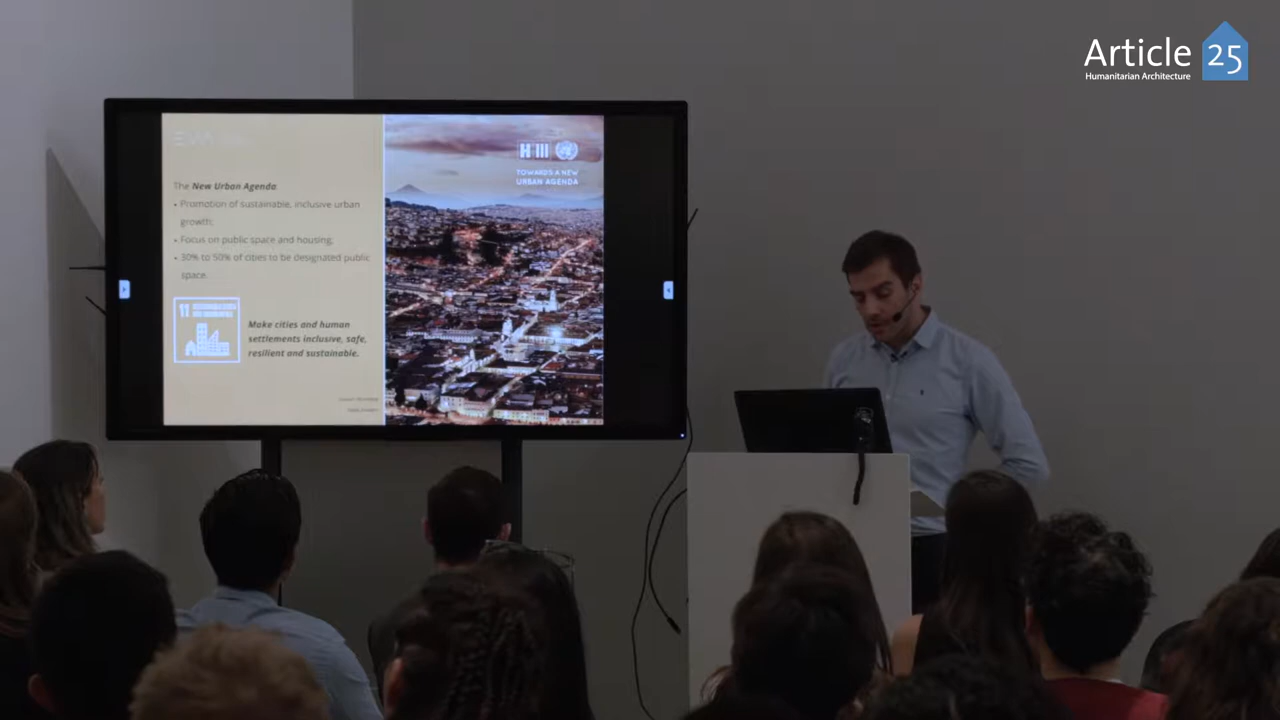 Article 25
Humanitarian Architecture
The New Urban Agenda
• Promotion of sustainable, inclusive urban
growth;
• Focus on public space and housing;
• 30% to 50% of cities to be designated public
space.
11
Make cities and human
settlements inclusive, safe,
resilient and sustainable.
H III
TOWARDS A NEW
URBAN AGENDA